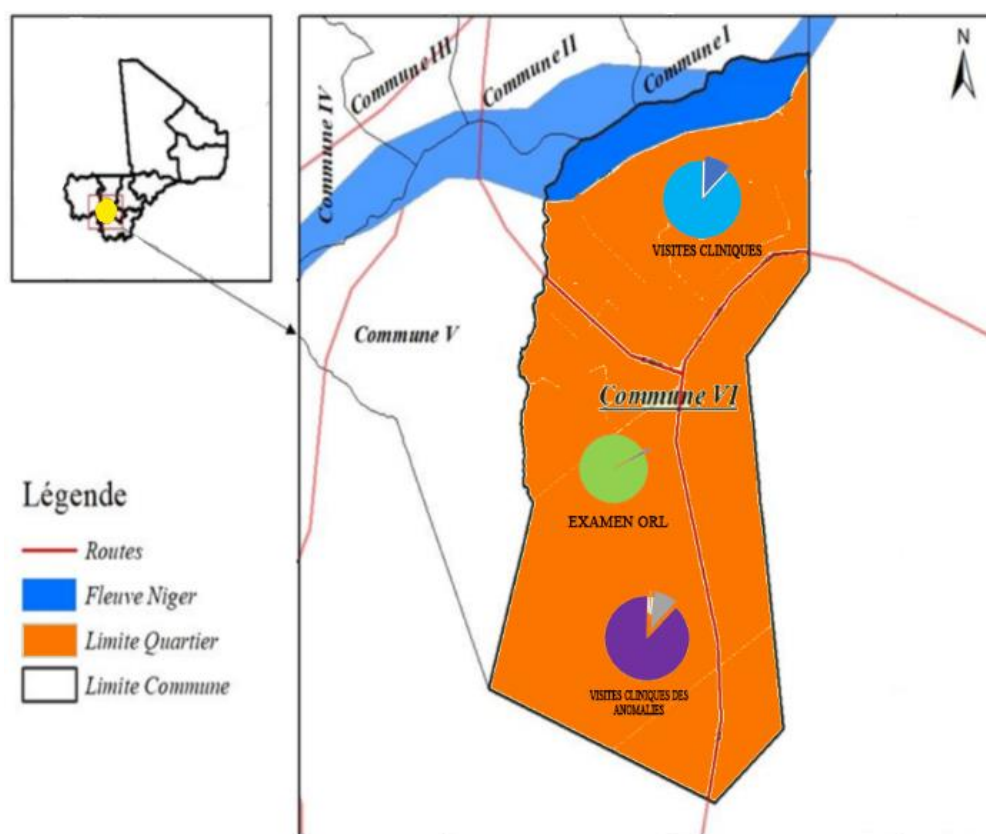 N
Commune IV
Commune III
Commune II
Commune I
VISITES CLINIQUES
Commune V
Commune VI
EXAMEN ORL
VISITES CLINIQUES DES
ANOMALIES
Légende
Routes
Fleuve Niger
Limite Quartier
Limite Commune